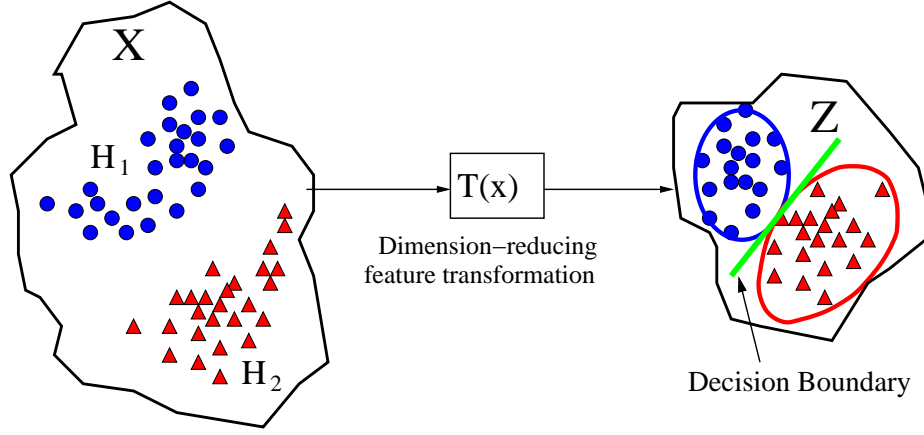 X
H1
H2
T(x)
Dimension−reducing
feature transformation
Z
Decision Boundary